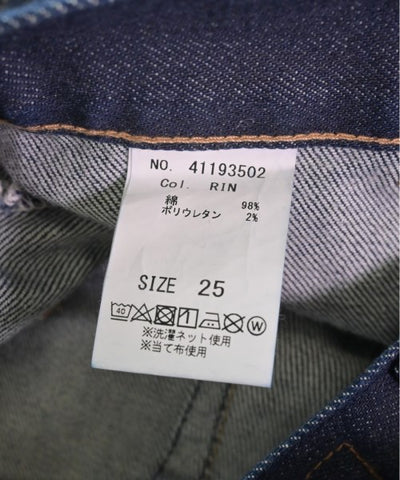 NO. 41193502
Col. RIN
綿 98%
ポリウレタン 2%
SIZE 25
40 W
※洗濯ネット使用
※当て布使用